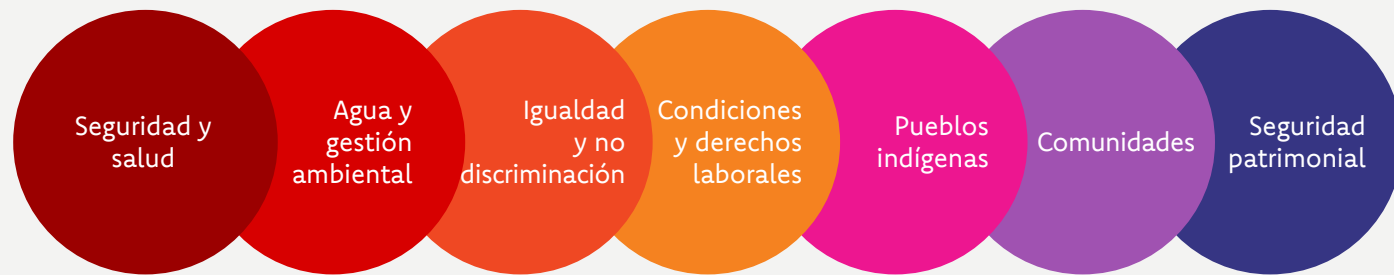 Seguridad y
salud
Agua y
gestión
ambiental
Igualdad
y no
discriminación
Condiciones
y derechos
laborales
Pueblos
indígenas
Comunidades
Seguridad
patrimonial